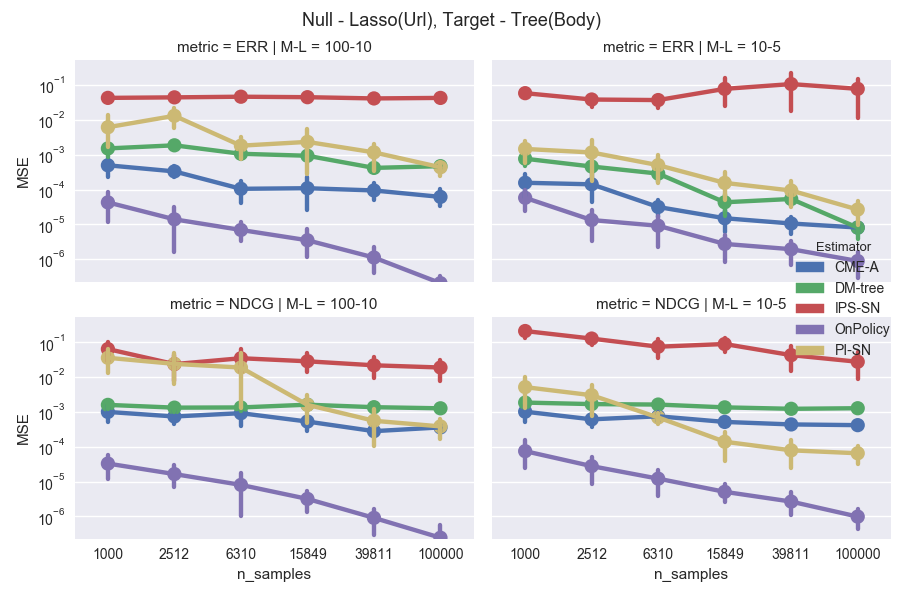 Null - Lasso(Url), Target - Tree(Body)
metric = ERR | M-L = 100-10
metric = ERR | M-L = 10-5
MSE
10⁻¹
10⁻²
10⁻³
10⁻⁴
10⁻⁵
10⁻⁶
Estimator
CME-A
DM-tree
IPS-SN
OnPolicy
PI-SN
metric = NDCG | M-L = 100-10
metric = NDCG | M-L = 10-5
MSE
10⁻¹
10⁻²
10⁻³
10⁻⁴
10⁻⁵
10⁻⁶
1000 2512 6310 15849 39811 100000
1000 2512 6310 15849 39811 100000
n_samples
n_samples